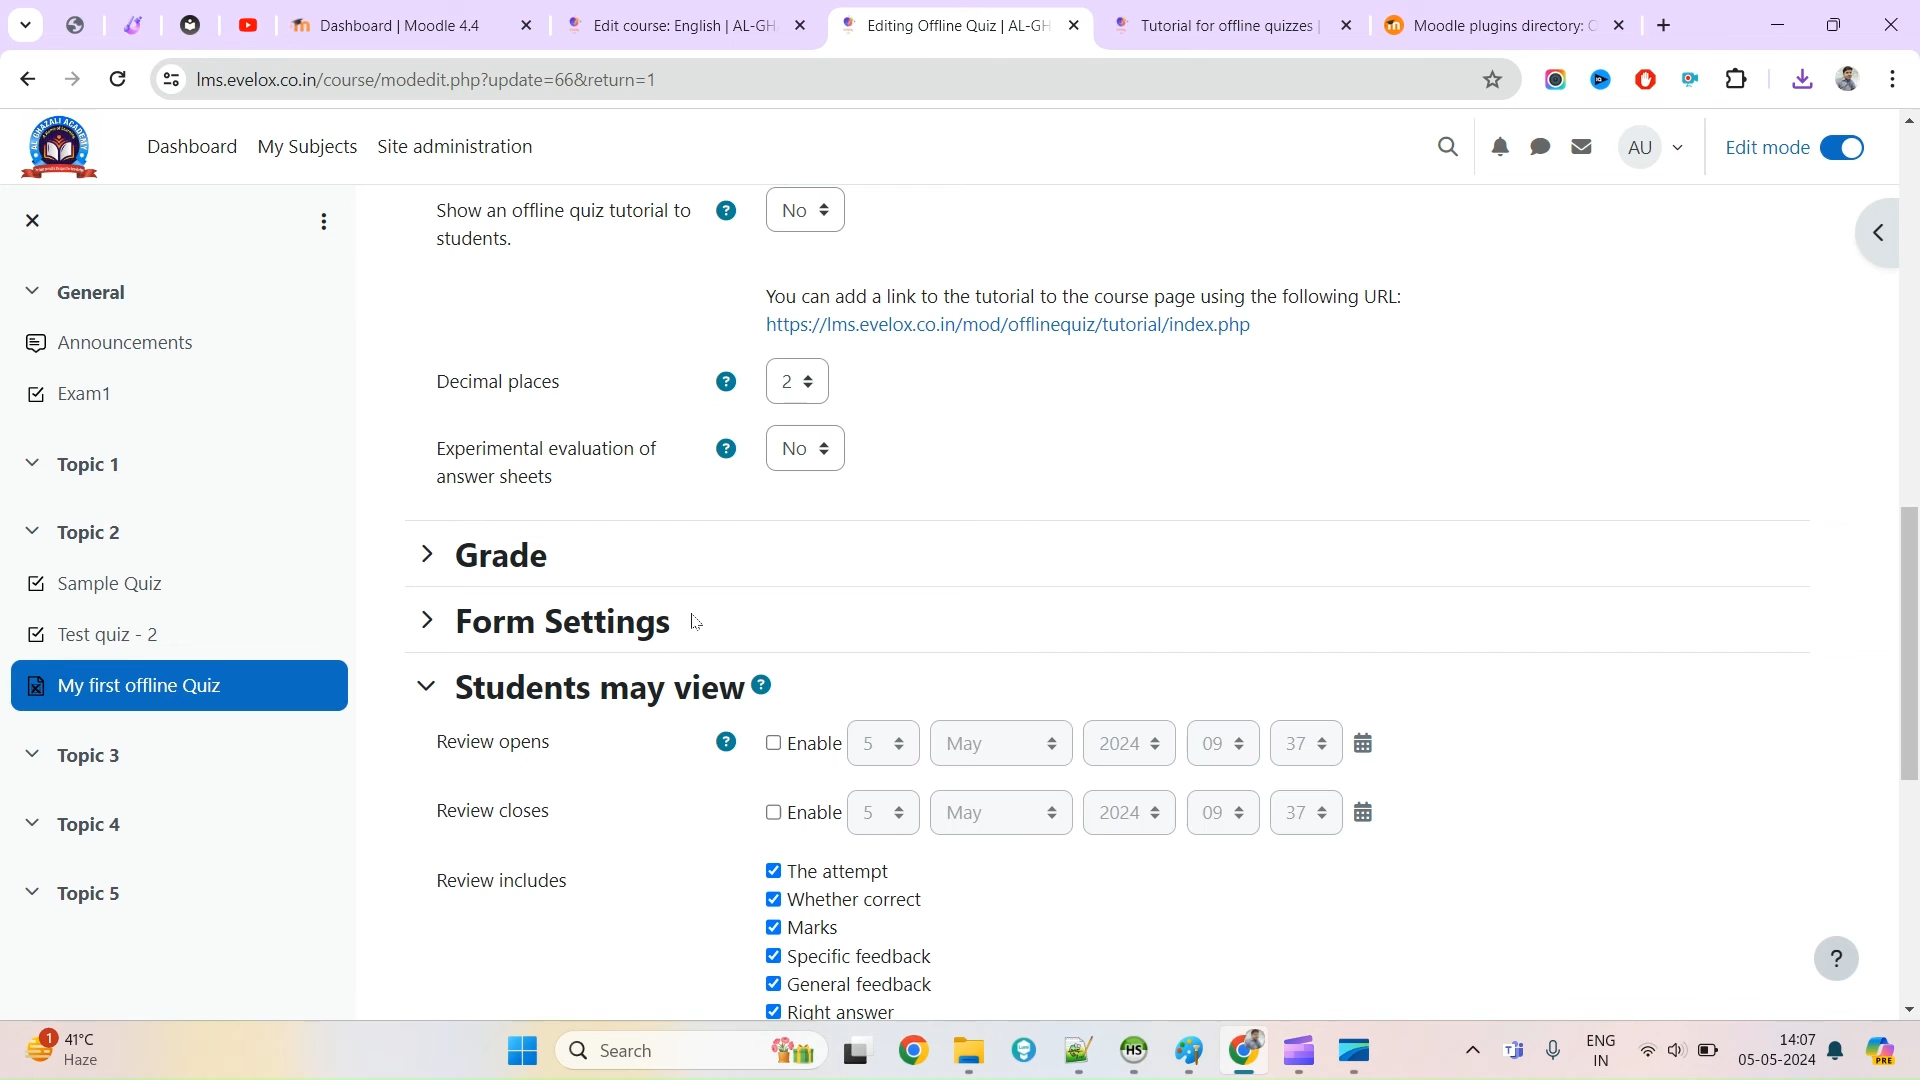 Dashboard | Moodle 4.4
Edit course: English | AL-GH
Editing Offline Quiz | AL-GH
Tutorial for offline quizzes |
Moodle plugins directory:
lms.evelox.co.in/course/modedit.php?update=66&return=1
AL GHAZALI ACADEMY
Dashboard
My Subjects
Site administration
AU
Edit mode
General
Announcements
Exam1
Topic 1
Topic 2
Sample Quiz
Test quiz - 2
My first offline Quiz
Topic 3
Topic 4
Topic 5
Show an offline quiz tutorial to
students.
?
No
You can add a link to the tutorial to the course page using the following URL:
https://lms.evelox.co.in/mod/offlinequiz/tutorial/index.php
Decimal places
?
2
Experimental evaluation of
answer sheets
?
No
Grade
Form Settings
Students may view
?
Review opens
?
Enable
5
May
2024
09
37
Review closes
Enable
5
May
2024
09
37
Review includes
The attempt
Whether correct
Marks
Specific feedback
General feedback
Right answer
?
1
41°C
Haze
Search
HS
ENG
IN
14:07
05-05-2024
PRE